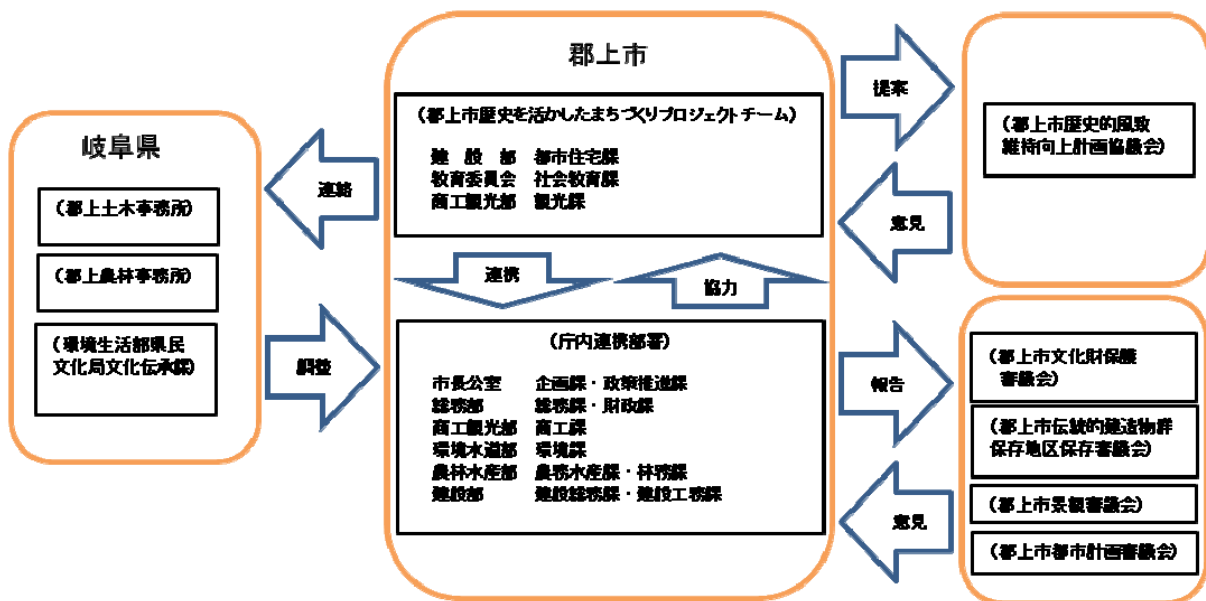 岐阜県
(郡上土木事務所)
(郡上農林事務所)
(環境生活部県民
文化局文化伝承課)
連絡
調整
郡上市
(郡上市歴史を活かしたまちづくりプロジェクトチーム)
建 設 部 都市住宅課
教育委員会 社会教育課
商工観光部 観光課
連携
協力
(庁内連携部署)
市長公室 企画課・政策推進課
総務部 総務課・財政課
商工観光部 商工課
環境水道部 環境課
農林水産部 農務水産課・林務課
建設部 建設総務課・建設工務課
提案
意見
報告
意見
(郡上市歴史的風致
維持向上計画協議会)
(郡上市文化財保護
審議会)
(郡上市伝統的建造物群
保存地区保存審議会)
(郡上市景観審議会)
(郡上市都市計画審議会)